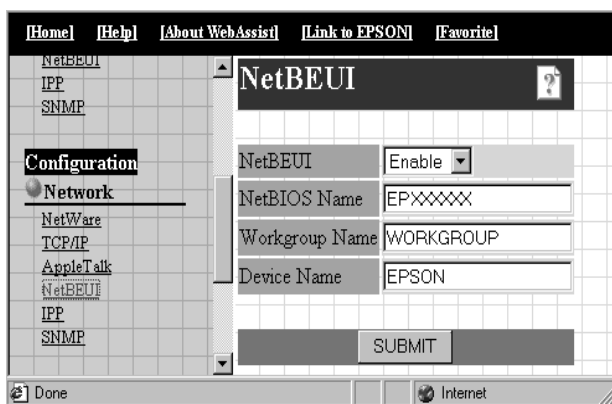 [Home] [Help] [About WebAssist] [Link to EPSON] [Favorite]
NetBEUI
IPP
SNMP
Configuration
Network
NetWare
TCP/IP
AppleTalk
NetBEUI
IPP
SNMP
NetBEUI
?
NetBEUI Enable
NetBIOS Name EPXXXXXX
Workgroup Name WORKGROUP
Device Name EPSON
SUBMIT
Done
Internet